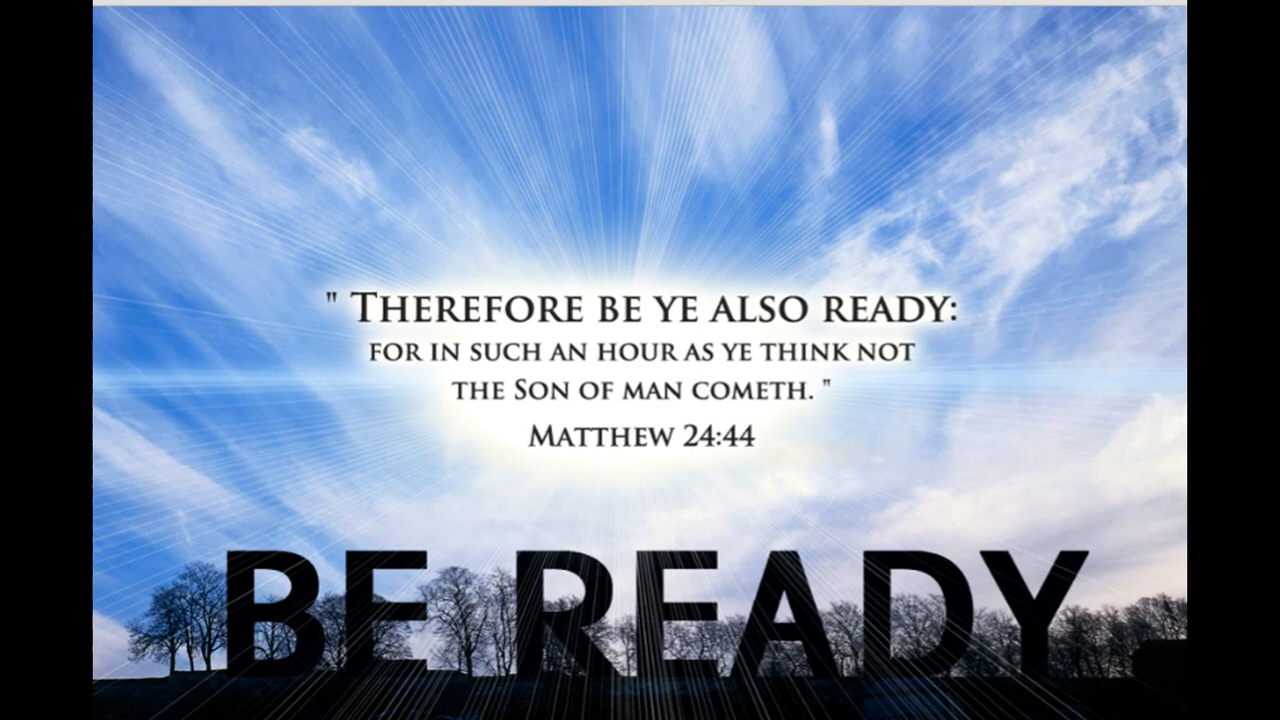 " Therefore be ye also ready:
for in such an hour as ye think not
the Son of man cometh. "
Matthew 24:44
BE READY